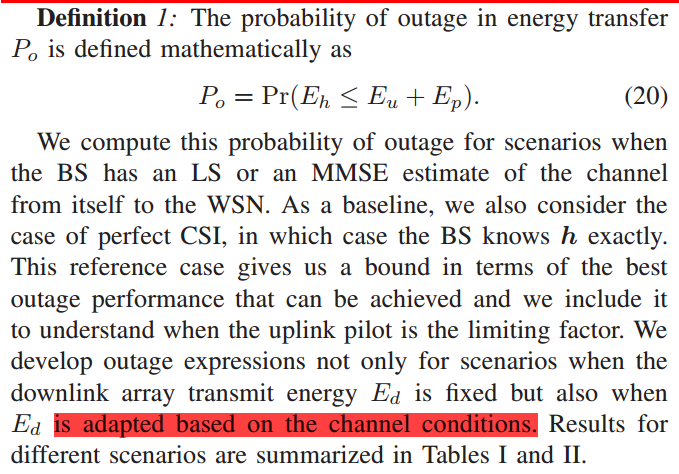 Definition 1: The probability of outage in energy transfer
P_o is defined mathematically as
P_o = Pr(E_h ≤ E_u + E_p). (20)
We compute this probability of outage for scenarios when
the BS has an LS or an MMSE estimate of the channel
from itself to the WSN. As a baseline, we also consider the
case of perfect CSI, in which case the BS knows h exactly.
This reference case gives us a bound in terms of the best
outage performance that can be achieved and we include it
to understand when the uplink pilot is the limiting factor. We
develop outage expressions not only for scenarios when the
downlink array transmit energy E_d is fixed but also when
E_d is adapted based on the channel conditions. Results for
different scenarios are summarized in Tables I and II.